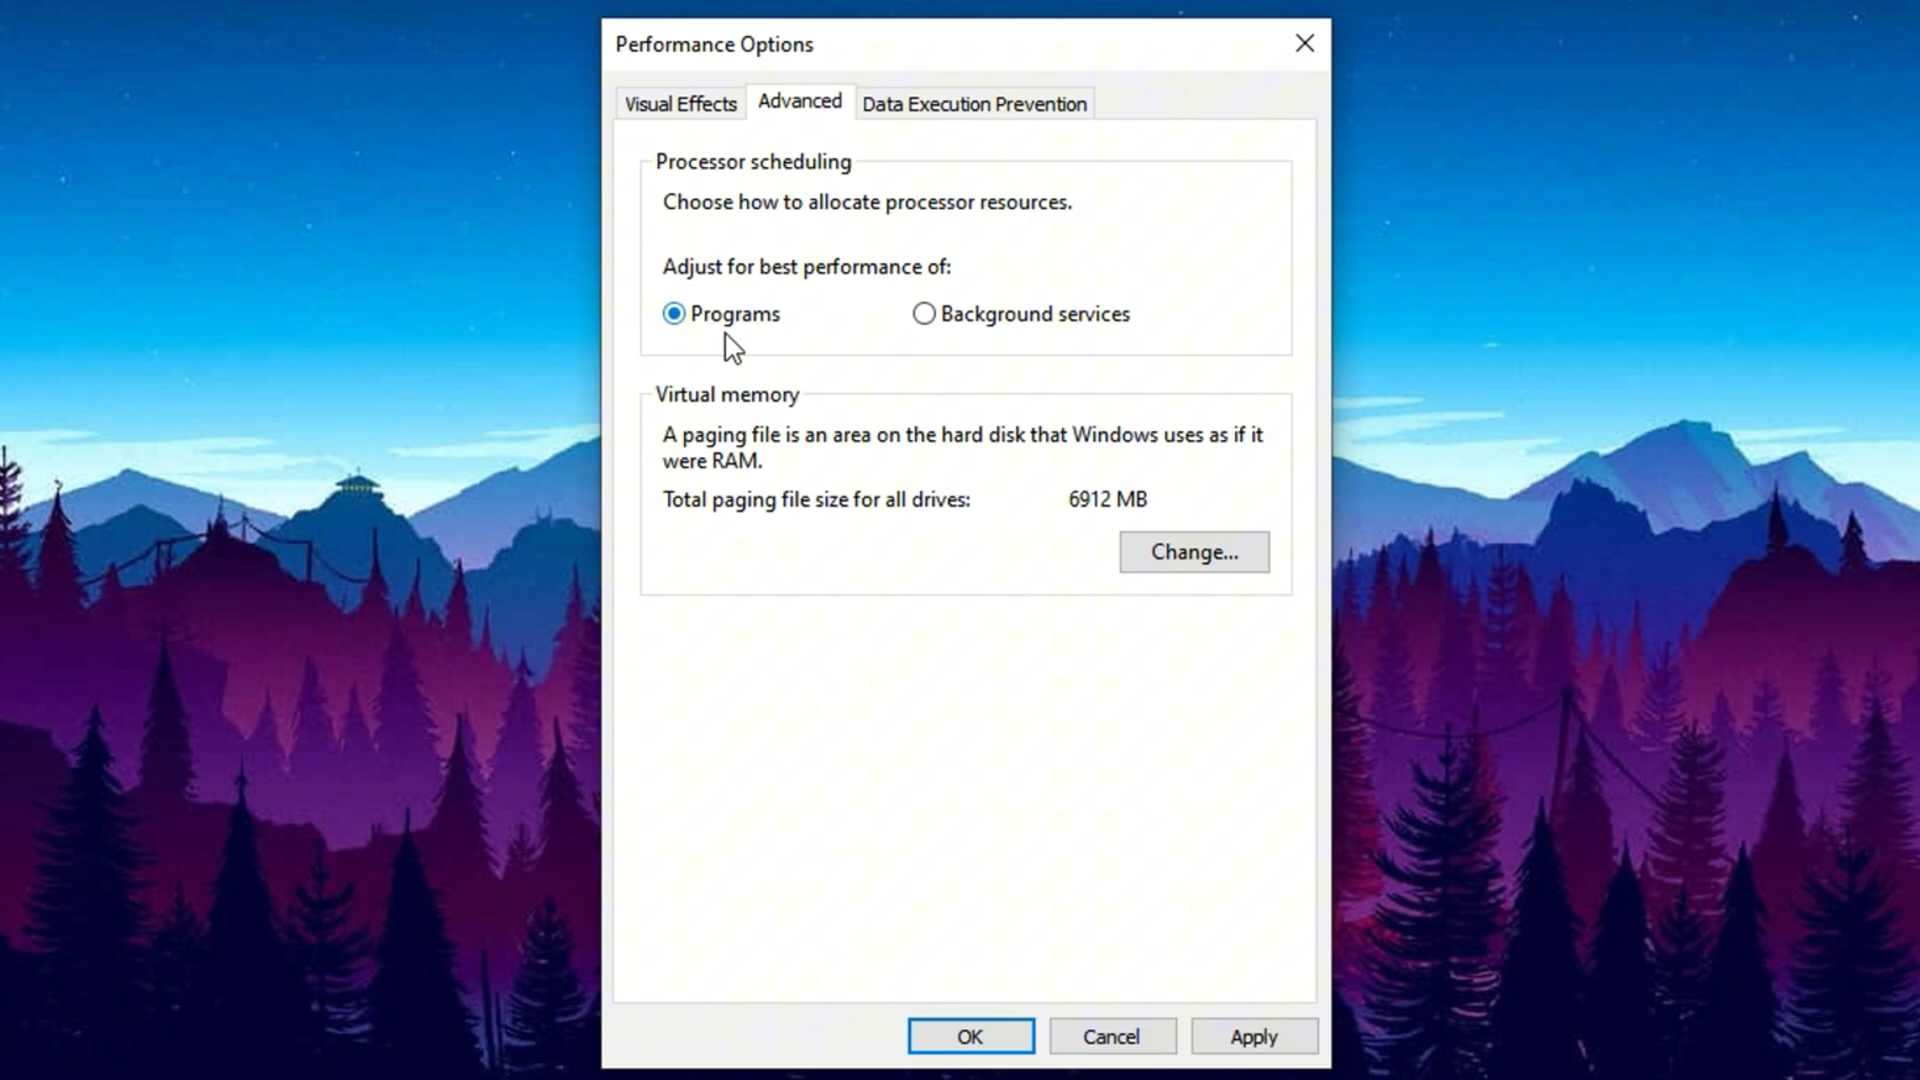 Performance Options
Visual Effects
Advanced
Data Execution Prevention
Processor scheduling
Choose how to allocate processor resources.
Adjust for best performance of:
Programs
Background services
Virtual memory
A paging file is an area on the hard disk that Windows uses as if it
were RAM.
Total paging file size for all drives:
6912 MB
Change...
OK
Cancel
Apply